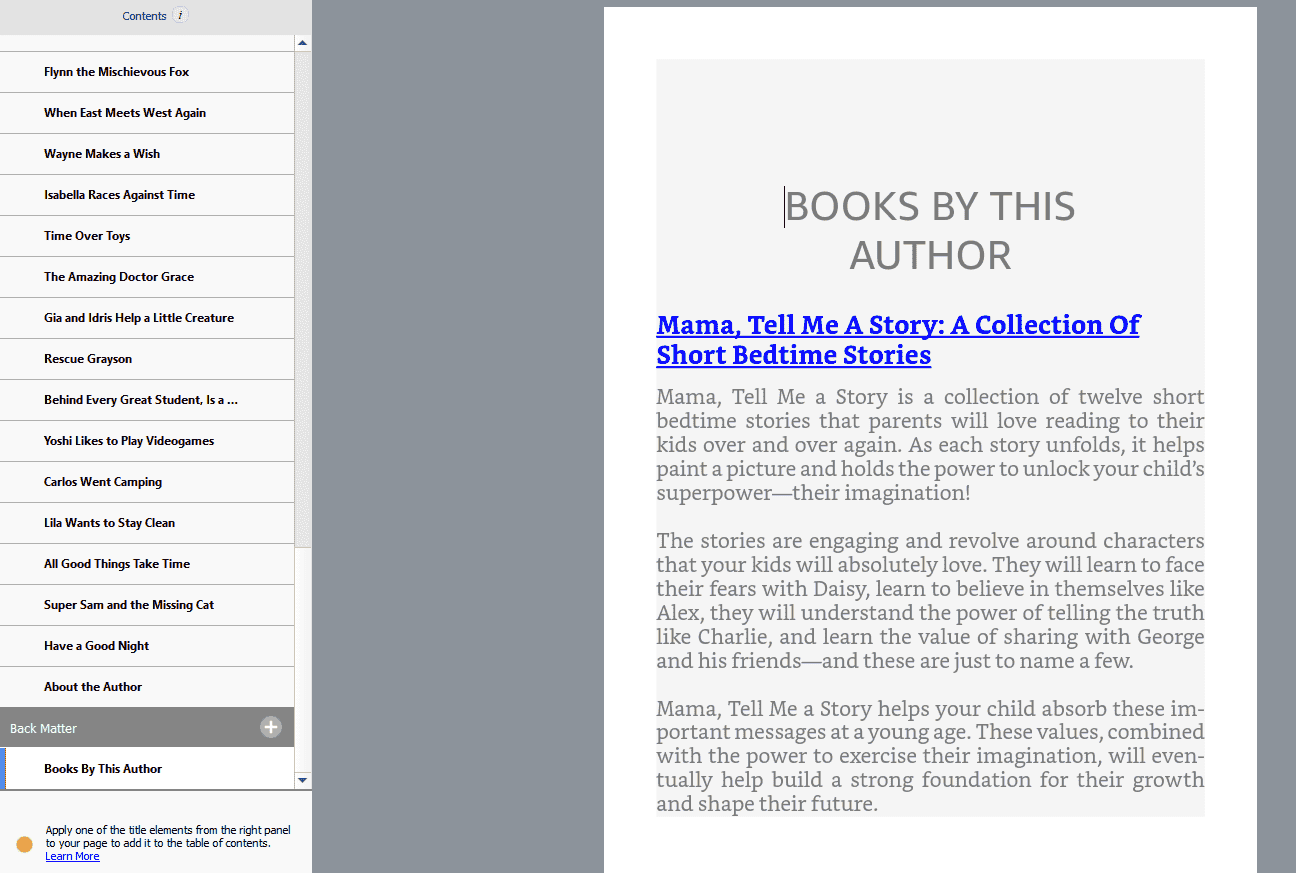 Contents i
Flynn the Mischievous Fox
When East Meets West Again
Wayne Makes a Wish
Isabella Races Against Time
Time Over Toys
The Amazing Doctor Grace
Gia and Idris Help a Little Creature
Rescue Grayson
Behind Every Great Student, Is a ...
Yoshi Likes to Play Videogames
Carlos Went Camping
Lila Wants to Stay Clean
All Good Things Take Time
Super Sam and the Missing Cat
Have a Good Night
About the Author
Back Matter
Books By This Author
Apply one of the title elements from the right panel
to your page to add it to the table of contents.
Learn More
BOOKS BY THIS
AUTHOR
Mama, Tell Me A Story: A Collection Of
Short Bedtime Stories
Mama, Tell Me a Story is a collection of twelve short
bedtime stories that parents will love reading to their
kids over and over again. As each story unfolds, it helps
paint a picture and holds the power to unlock your child’s
superpower—their imagination!
The stories are engaging and revolve around characters
that your kids will absolutely love. They will learn to face
their fears with Daisy, learn to believe in themselves like
Alex, they will understand the power of telling the truth
like Charlie, and learn the value of sharing with George
and his friends—and these are just to name a few.
Mama, Tell Me a Story helps your child absorb these im-
portant messages at a young age. These values, combined
with the power to exercise their imagination, will even-
tually help build a strong foundation for their growth
and shape their future.